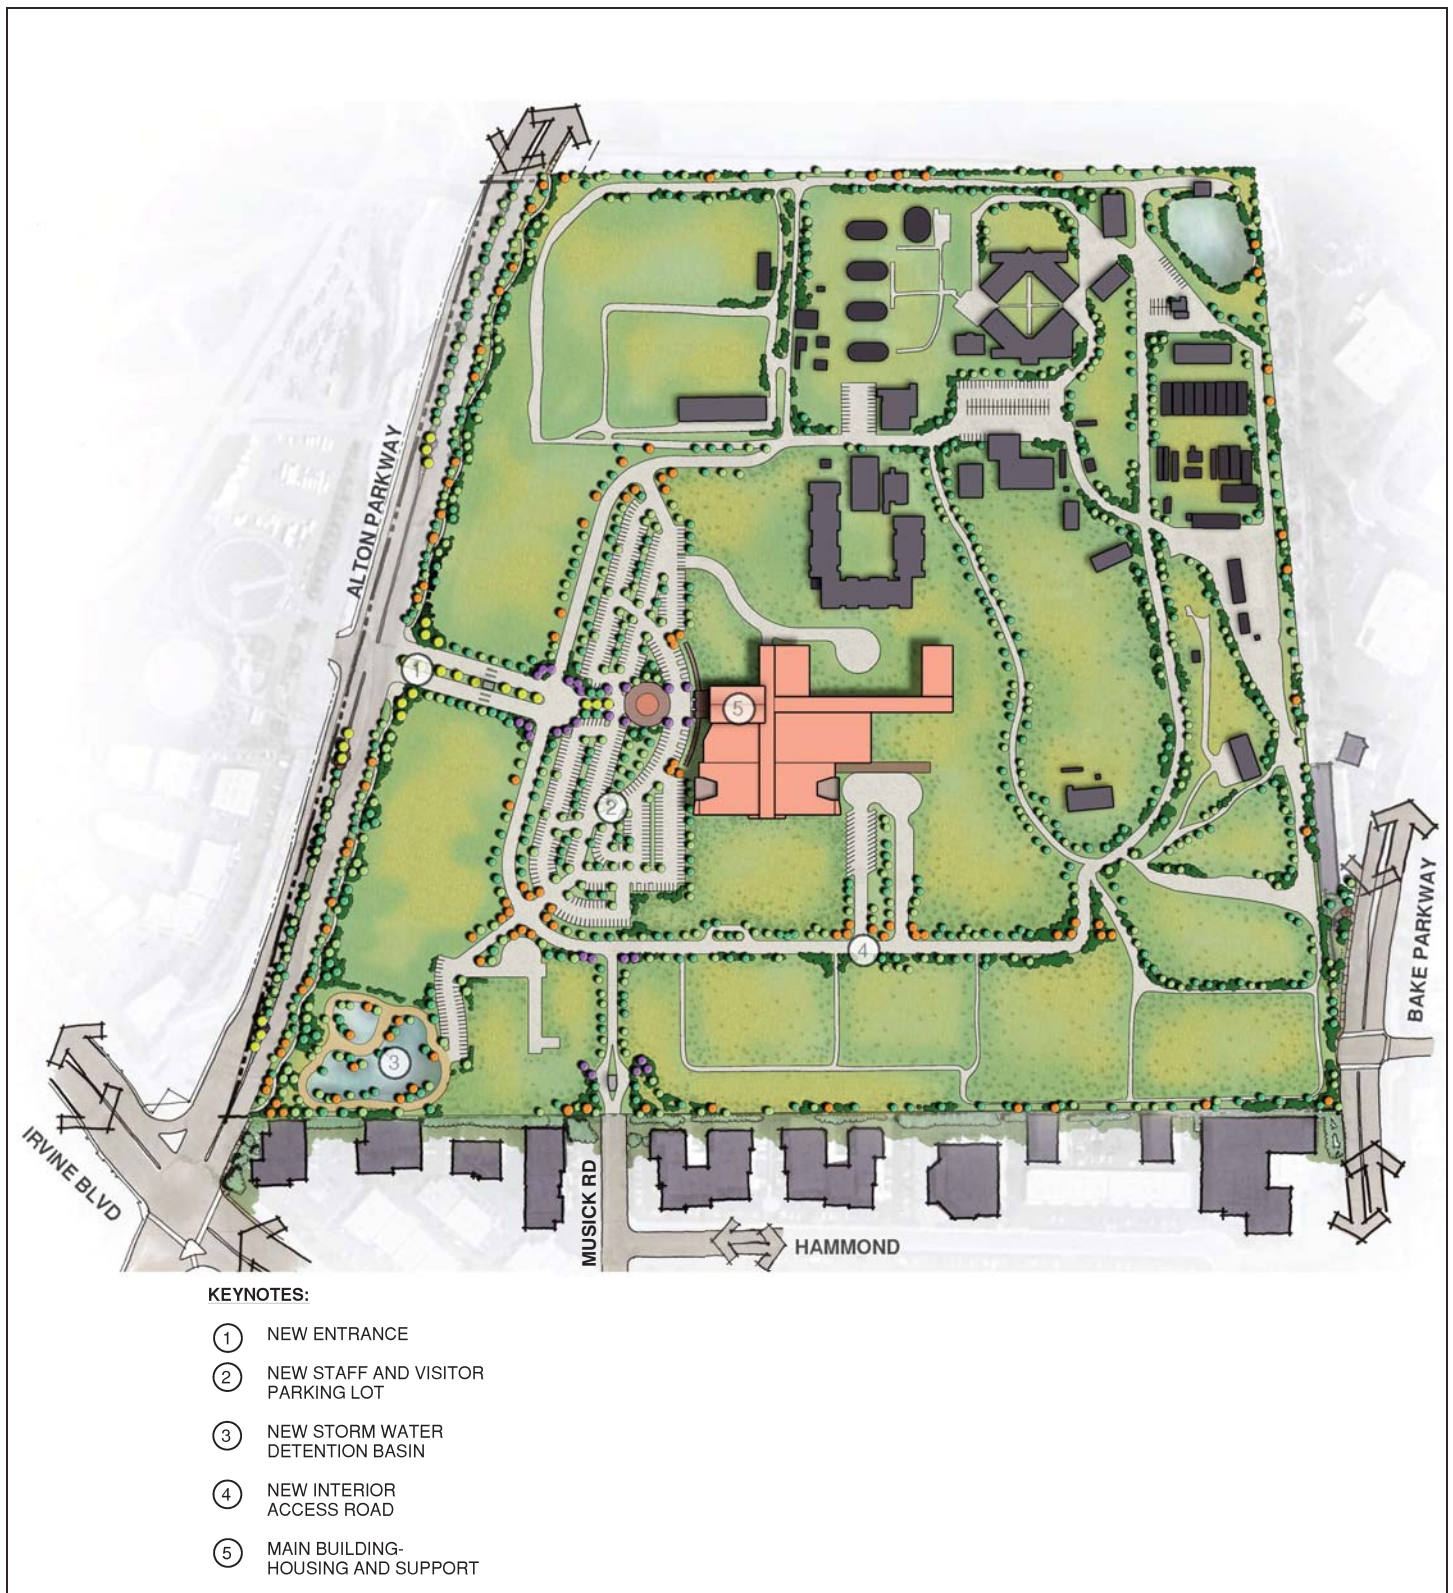 ALTON PARKWAY
1
5
2
4
3
BAKE PARKWAY
IRVINE BLVD
MUSICK RD
HAMMOND
KEYNOTES:
1 NEW ENTRANCE
2 NEW STAFF AND VISITOR
PARKING LOT
3 NEW STORM WATER
DETENTION BASIN
4 NEW INTERIOR
ACCESS ROAD
5 MAIN BUILDING-
HOUSING AND SUPPORT